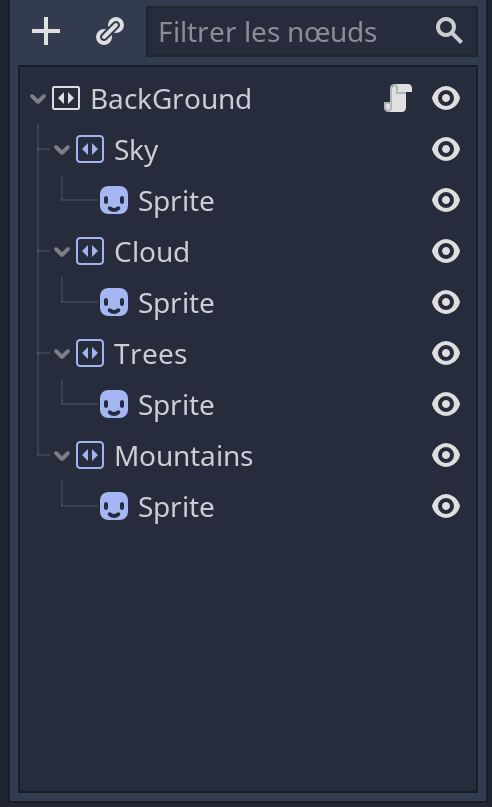 Filtrer les nœuds
BackGround
Sky
Sprite
Cloud
Sprite
Trees
Sprite
Mountains
Sprite